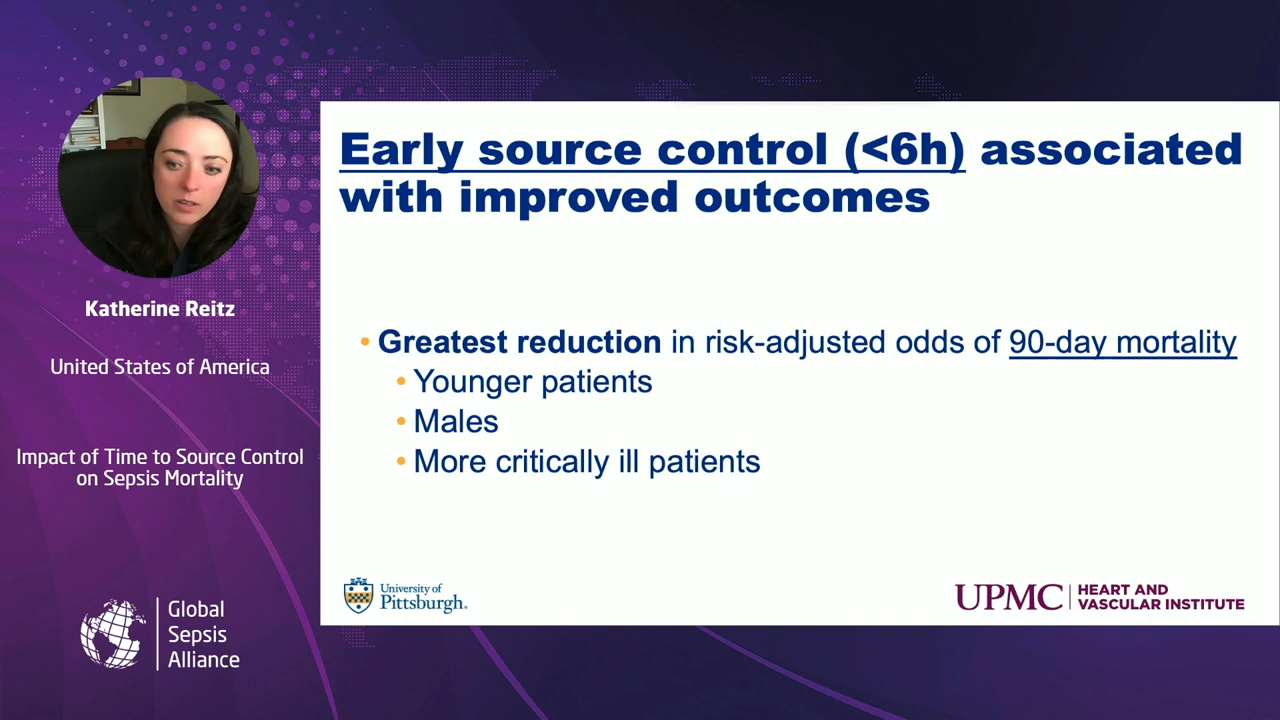 Katherine Reitz
United States of America
Impact of Time to Source Control
on Sepsis Mortality
Global
Sepsis
Alliance
Early source control (<6h) associated
with improved outcomes
• Greatest reduction in risk-adjusted odds of 90-day mortality
• Younger patients
• Males
• More critically ill patients
University of
Pittsburgh.
UPMC | HEART AND
VASCULAR INSTITUTE